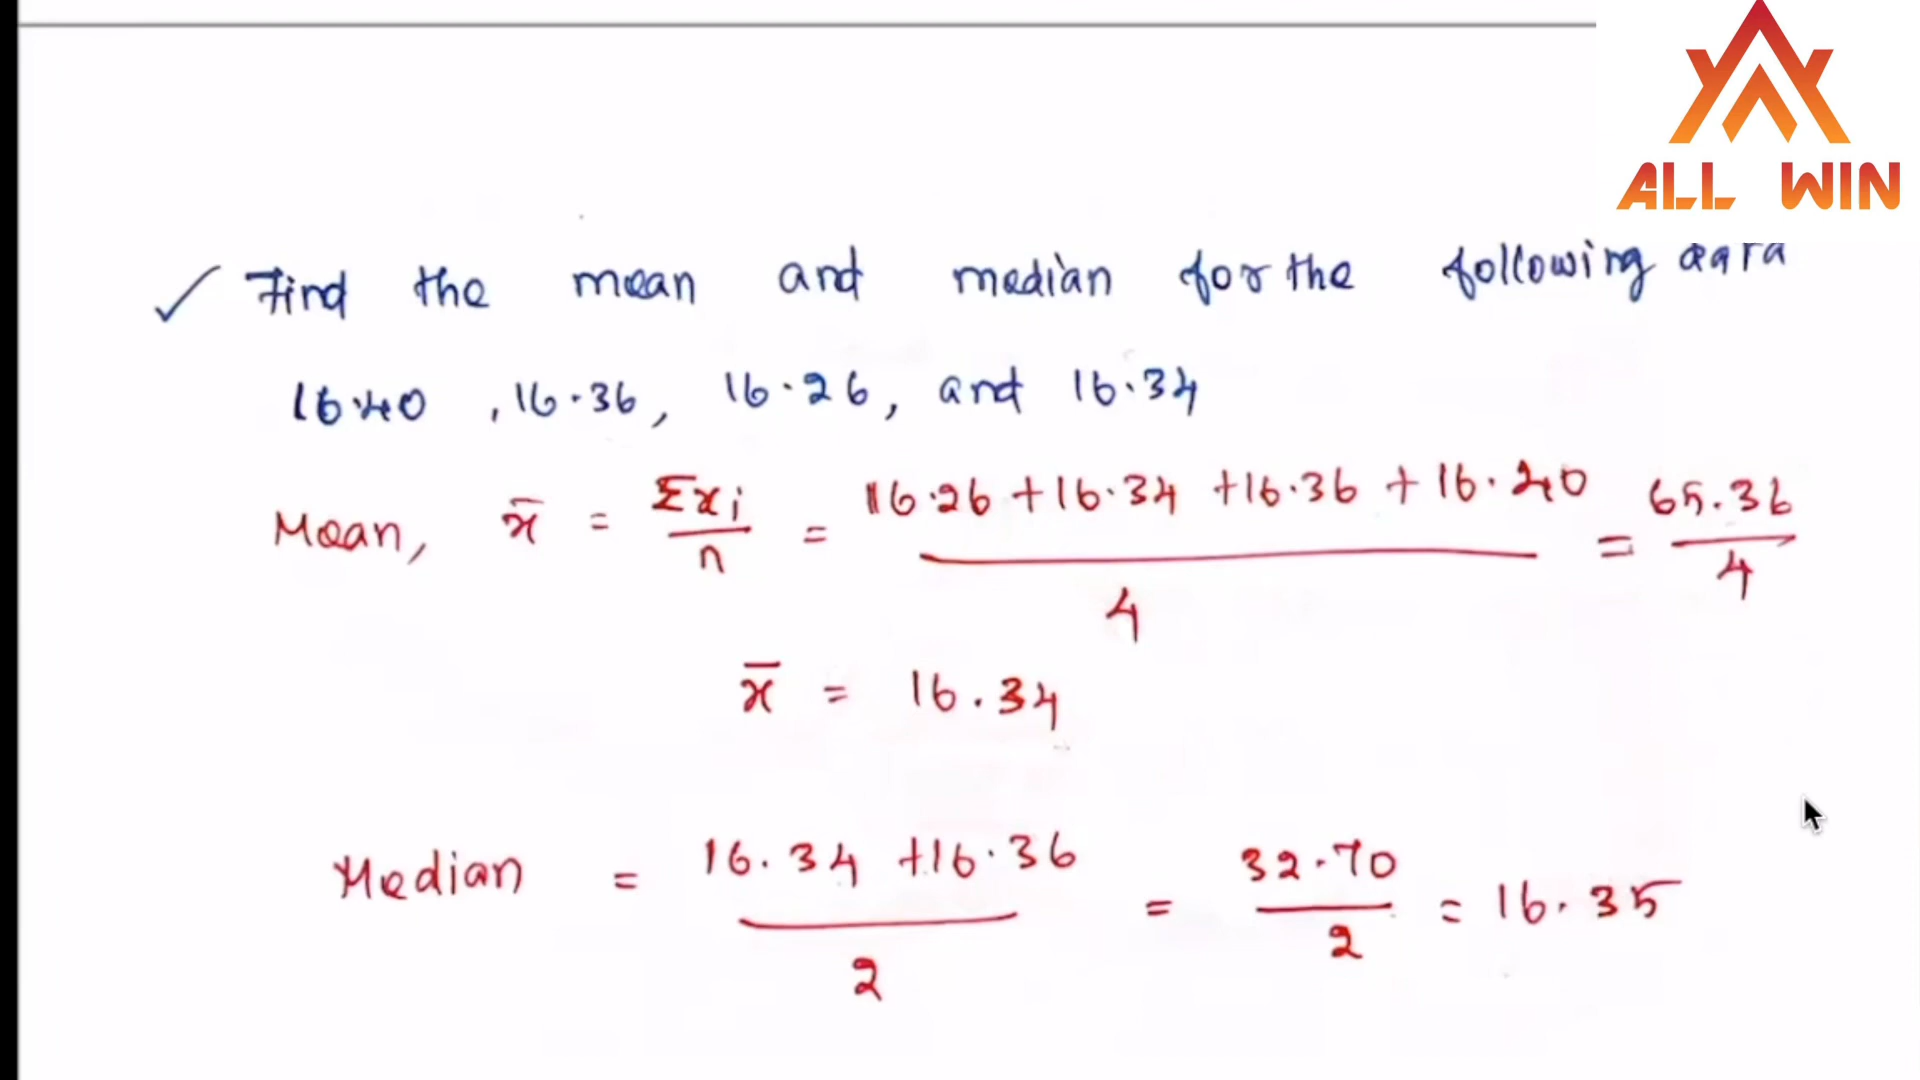 ALL WIN
Find the mean and median for the following data
16.40 , 16.36, 16.26, and 16.34
Mean, x̄ = Σxi/n = 16.26 + 16.34 + 16.36 + 16.40/4 = 65.36/4
x̄ = 16.34
Median = 16.34 + 16.36/2 = 32.70/2 = 16.35